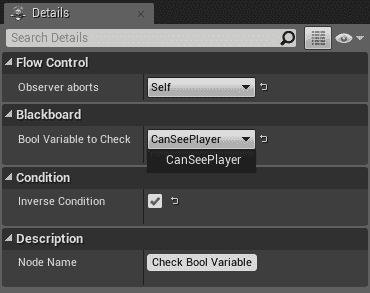 Details
Search Details
Flow Control
Observer aborts Self
Blackboard
Bool Variable to Check CanSeePlayer
CanSeePlayer
Condition
Inverse Condition
Description
Node Name Check Bool Variable